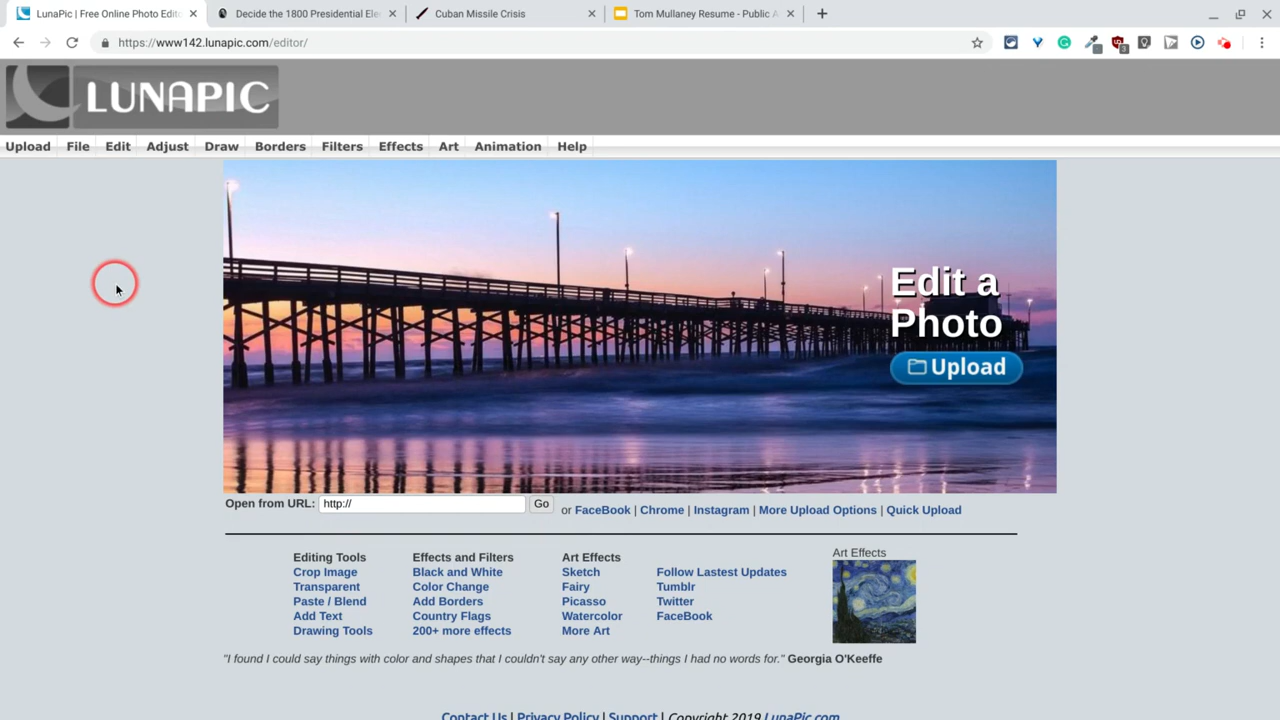 LunaPic | Free Online Photo Edito
Decide the 1800 Presidential Ele
Cuban Missile Crisis
Tom Mullaney Resume - Public A
https://www142.lunapic.com/editor/
3
LUNAPIC
Upload File Edit Adjust Draw Borders Filters Effects Art Animation Help
Edit a
Photo
Upload
Open from URL: http:// Go or FaceBook | Chrome | Instagram | More Upload Options | Quick Upload
Editing Tools
Crop Image
Transparent
Paste / Blend
Add Text
Drawing Tools
Effects and Filters
Black and White
Color Change
Add Borders
Country Flags
200+ more effects
Art Effects
Sketch
Fairy
Picasso
Watercolor
More Art
Follow Lastest Updates
Tumblr
Twitter
FaceBook
Art Effects
"I found I could say things with color and shapes that I couldn't say any other way--things I had no words for." Georgia O'Keeffe
Contact Us | Privacy Policy | Support | Copyright 2019 LunaPic.com